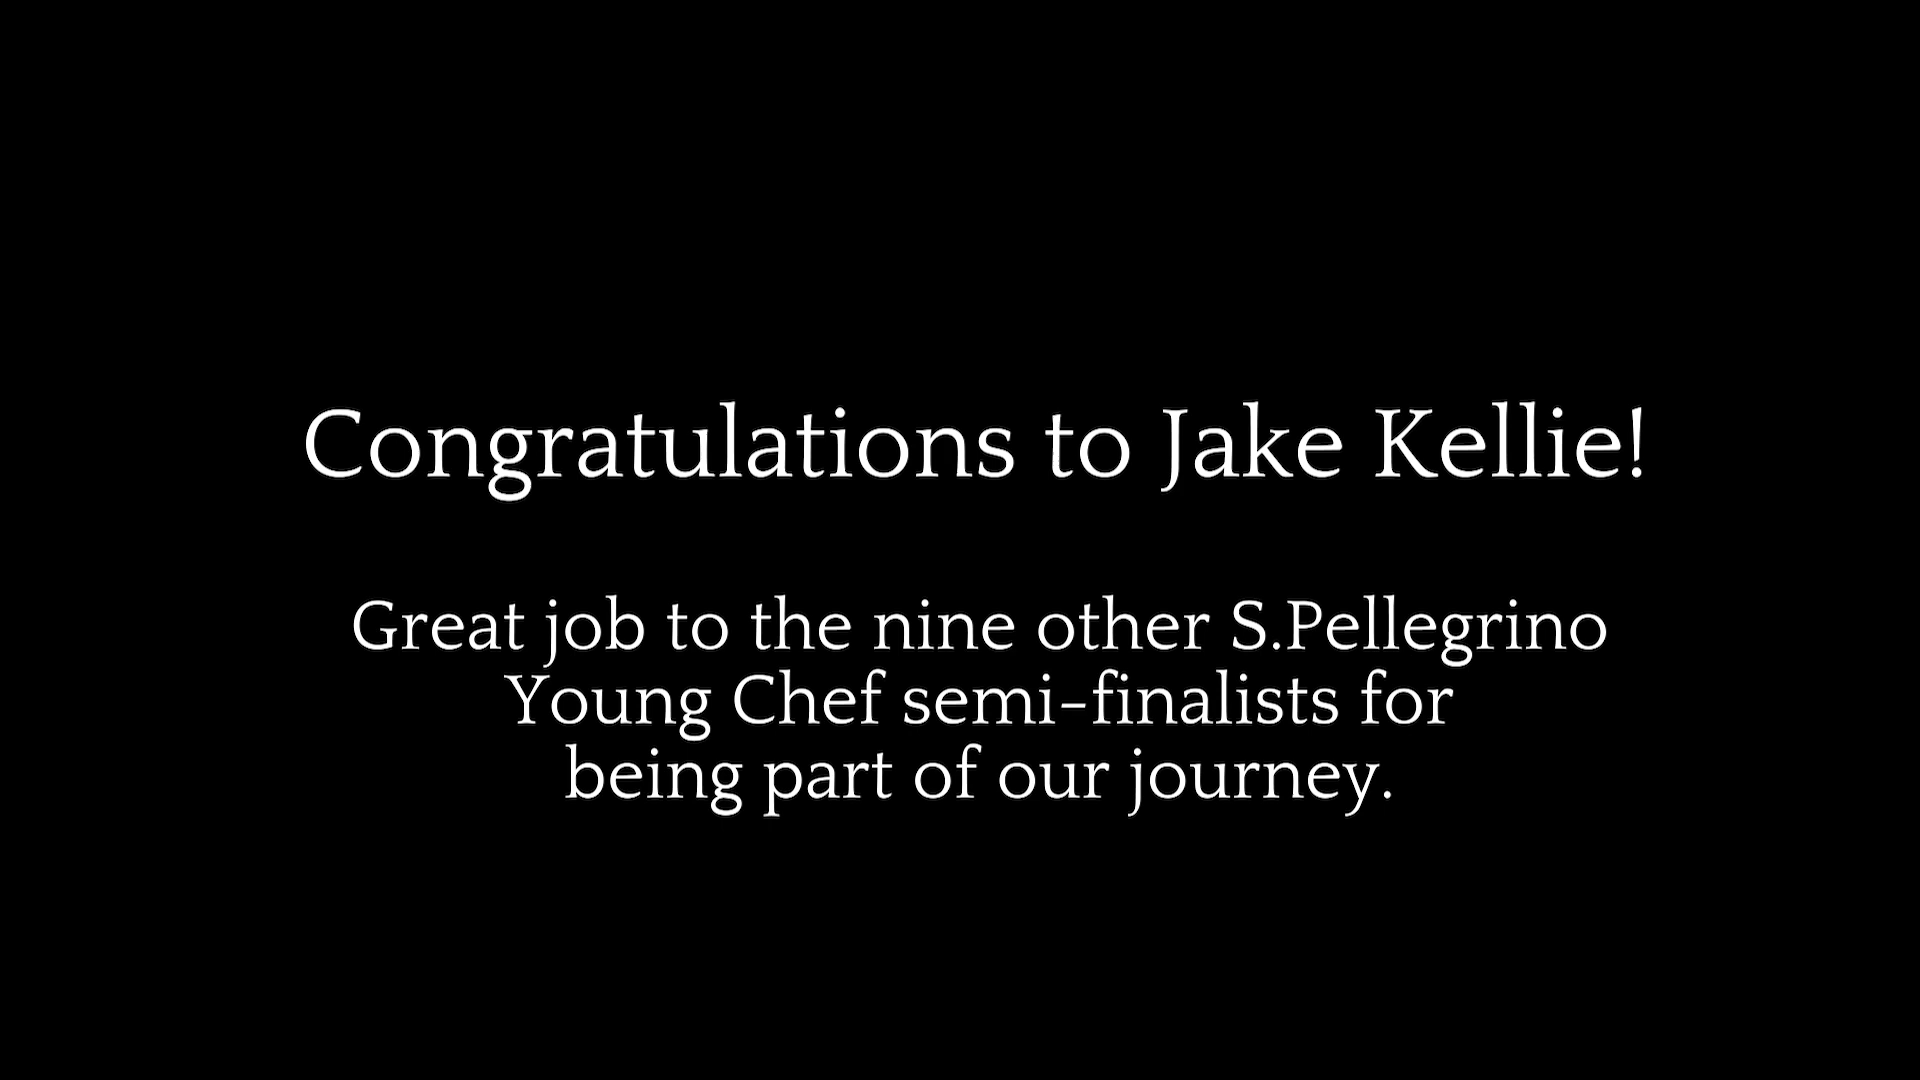 Congratulations to Jake Kellie!
Great job to the nine other S.Pellegrino
Young Chef semi-finalists for
being part of our journey.